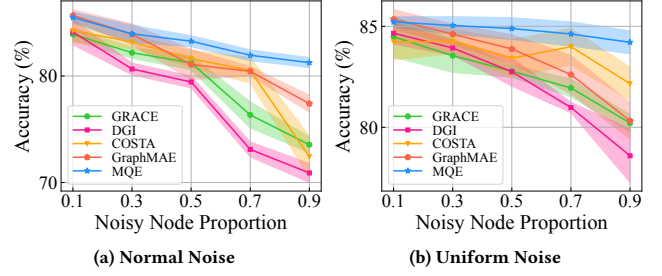 Accuracy (%)
80
70
GRACE
DGI
COSTA
GraphMAE
MQE
0.1 0.3 0.5 0.7 0.9
Noisy Node Proportion
(a) Normal Noise
Accuracy (%)
85
80
GRACE
DGI
COSTA
GraphMAE
MQE
0.1 0.3 0.5 0.7 0.9
Noisy Node Proportion
(b) Uniform Noise